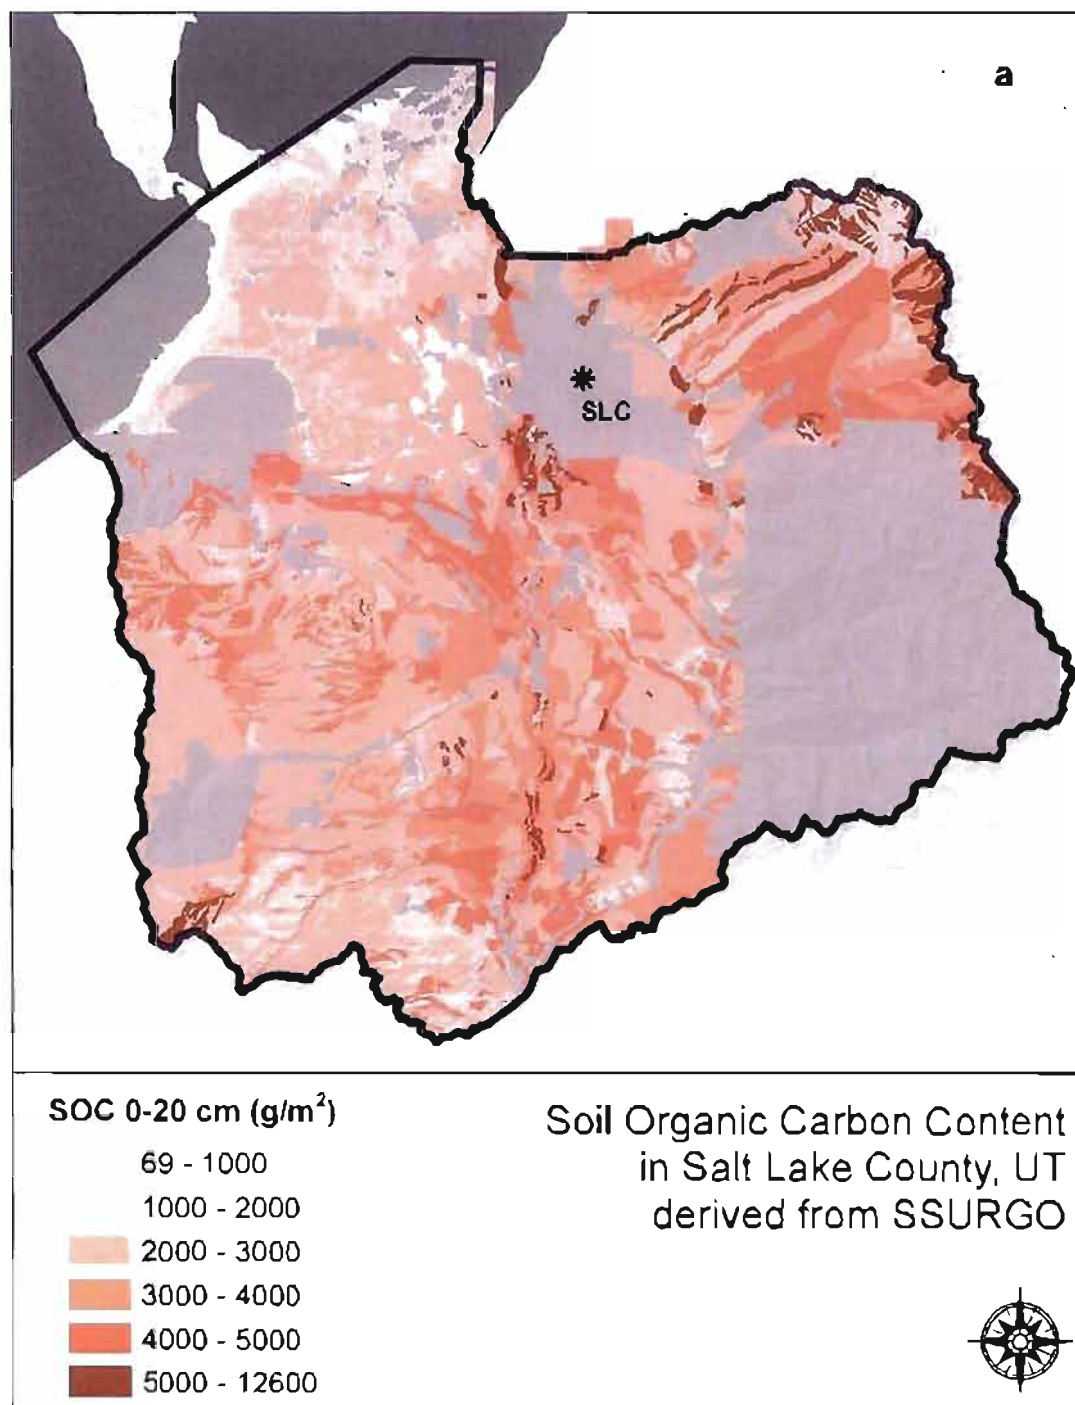 a
SLC
SOC 0-20 cm (g/m²)
69 - 1000
1000 - 2000
2000 - 3000
3000 - 4000
4000 - 5000
5000 - 12600
Soil Organic Carbon Content
in Salt Lake County, UT
derived from SSURGO